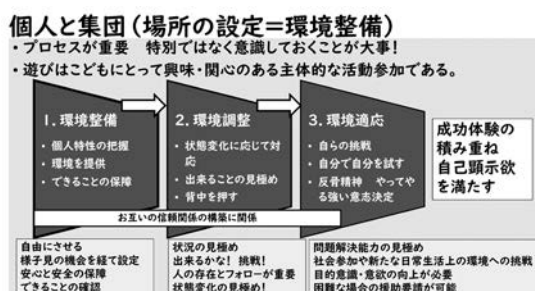 個人と集団（場所の設定＝環境整備）
・プロセスが重要　特別ではなく意識しておくことが大事！
・遊びはこどもにとって興味・関心のある主体的な活動参加である。
1. 環境整備
• 個人特性の把握
• 環境を提供
• できることの保障
2. 環境調整
• 状態変化に応じて対
応
• 出来ることの見極め
• 背中を押す
3. 環境適応
• 自らの挑戦
• 自分で自分を試す
• 反骨精神　やってや
る強い意志決定
成功体験の
積み重ね
自己顕示欲
を満たす
お互いの信頼関係の構築に関係
自由にさせる
様子見の機会を経て設定
安心と安全の保障
できることの確認
状況の見極め
出来るかな！ 挑戦！
人の存在とフォローが重要
状態変化の見極め！
問題解決能力の見極め
社会参加や新たな日常生活上の環境への挑戦
目的意識・意欲の向上が必要
困難な場合の援助要請が可能